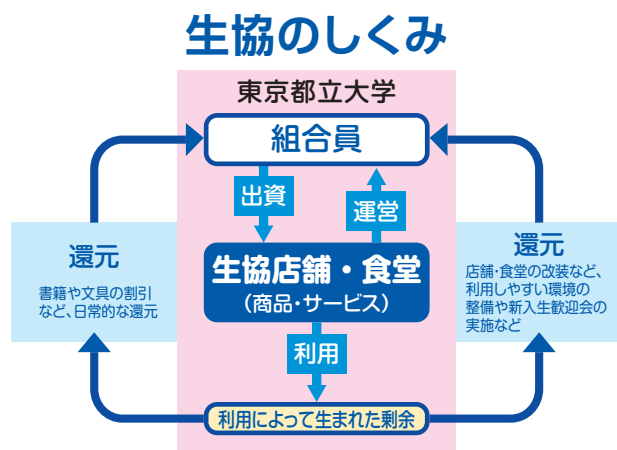 生協のしくみ
東京都立大学
組合員
出資
運営
還元
書籍や文具の割引
など、日常的な還元
生協店舗・食堂
（商品・サービス）
還元
店舗・食堂の改装など、
利用しやすい環境の
整備や新入生歓迎会の
実施など
利用
利用によって生まれた剰余